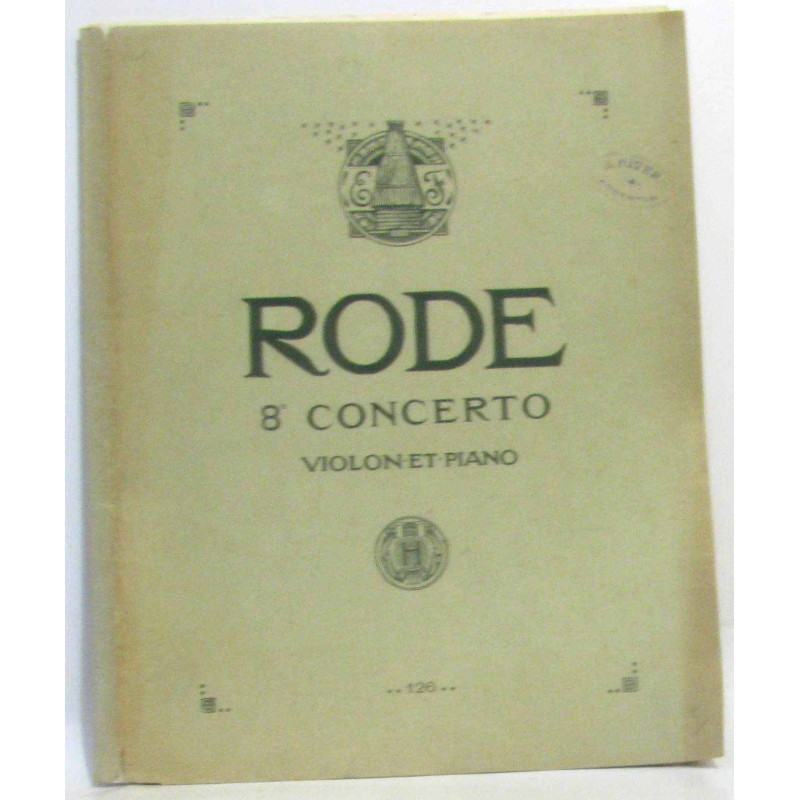 E F
RODE
8e CONCERTO
VIOLON·ET·PIANO
H
··126··